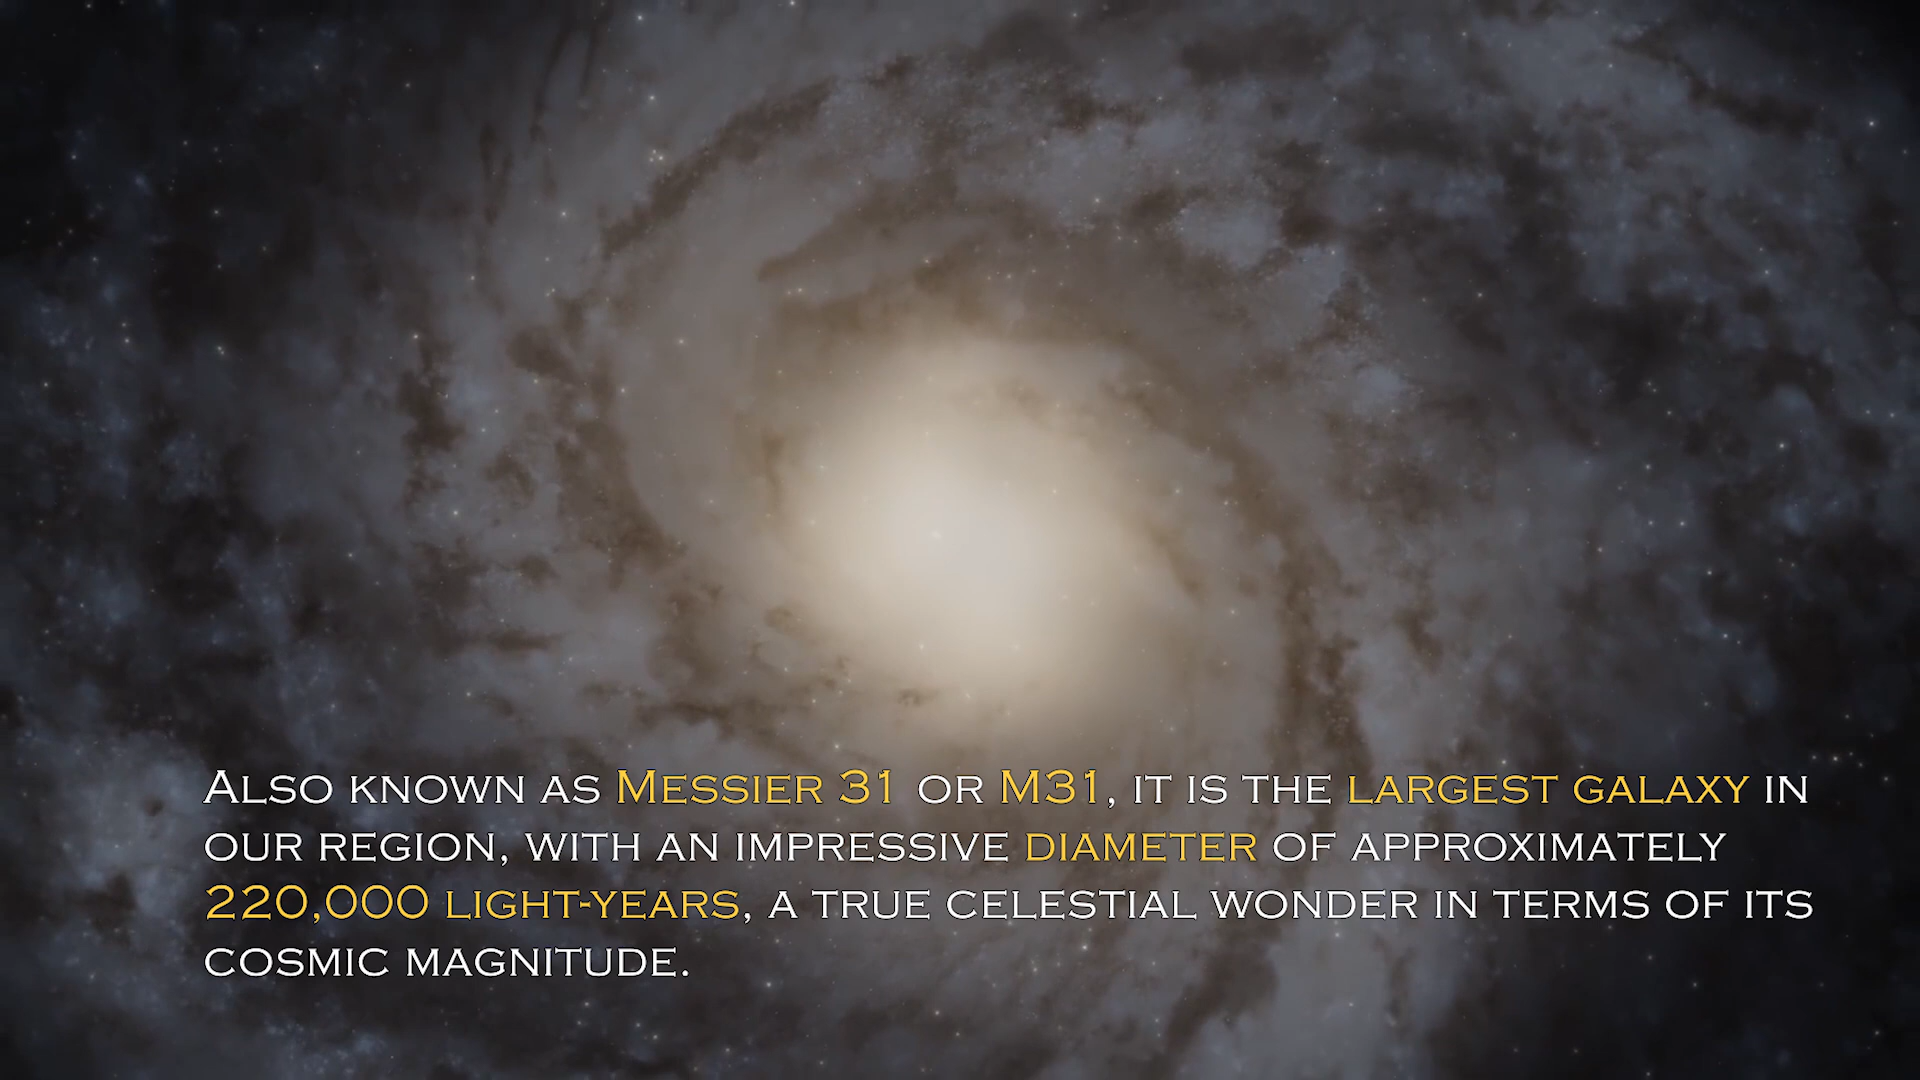 Also known as Messier 31 or M31, it is the largest galaxy in
our region, with an impressive diameter of approximately
220,000 light-years, a true celestial wonder in terms of its
cosmic magnitude.